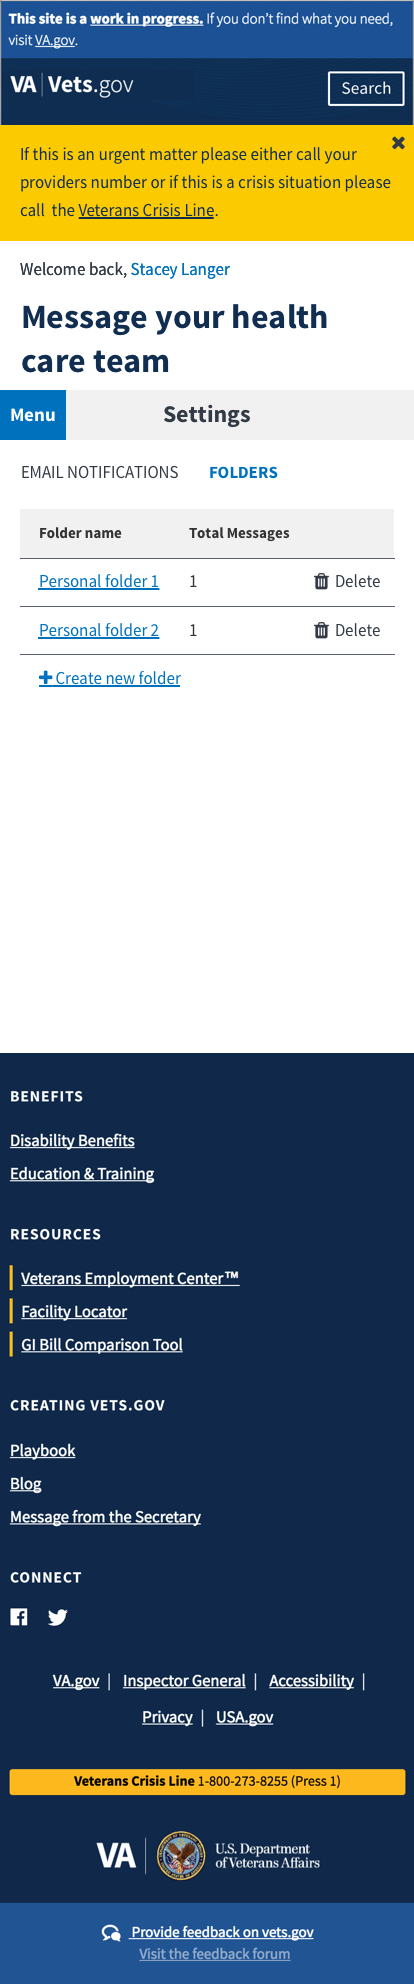 This site is a work in progress. If you don't find what you need,
visit VA.gov.
VA | Vets.gov
Search
If this is an urgent matter please either call your
providers number or if this is a crisis situation please
call the Veterans Crisis Line.
Welcome back, Stacey Langer
Message your health
care team
Menu
Settings
EMAIL NOTIFICATIONS FOLDERS
Folder name Total Messages
Personal folder 1 1 Delete
Personal folder 2 1 Delete
Create new folder
BENEFITS
Disability Benefits
Education & Training
RESOURCES
Veterans Employment Center™
Facility Locator
GI Bill Comparison Tool
CREATING VETS.GOV
Playbook
Blog
Message from the Secretary
CONNECT
VA.gov | Inspector General | Accessibility |
Privacy | USA.gov
Veterans Crisis Line 1-800-273-8255 (Press 1)
VA
U.S. Department
of Veterans Affairs
Provide feedback on vets.gov
Visit the feedback forum